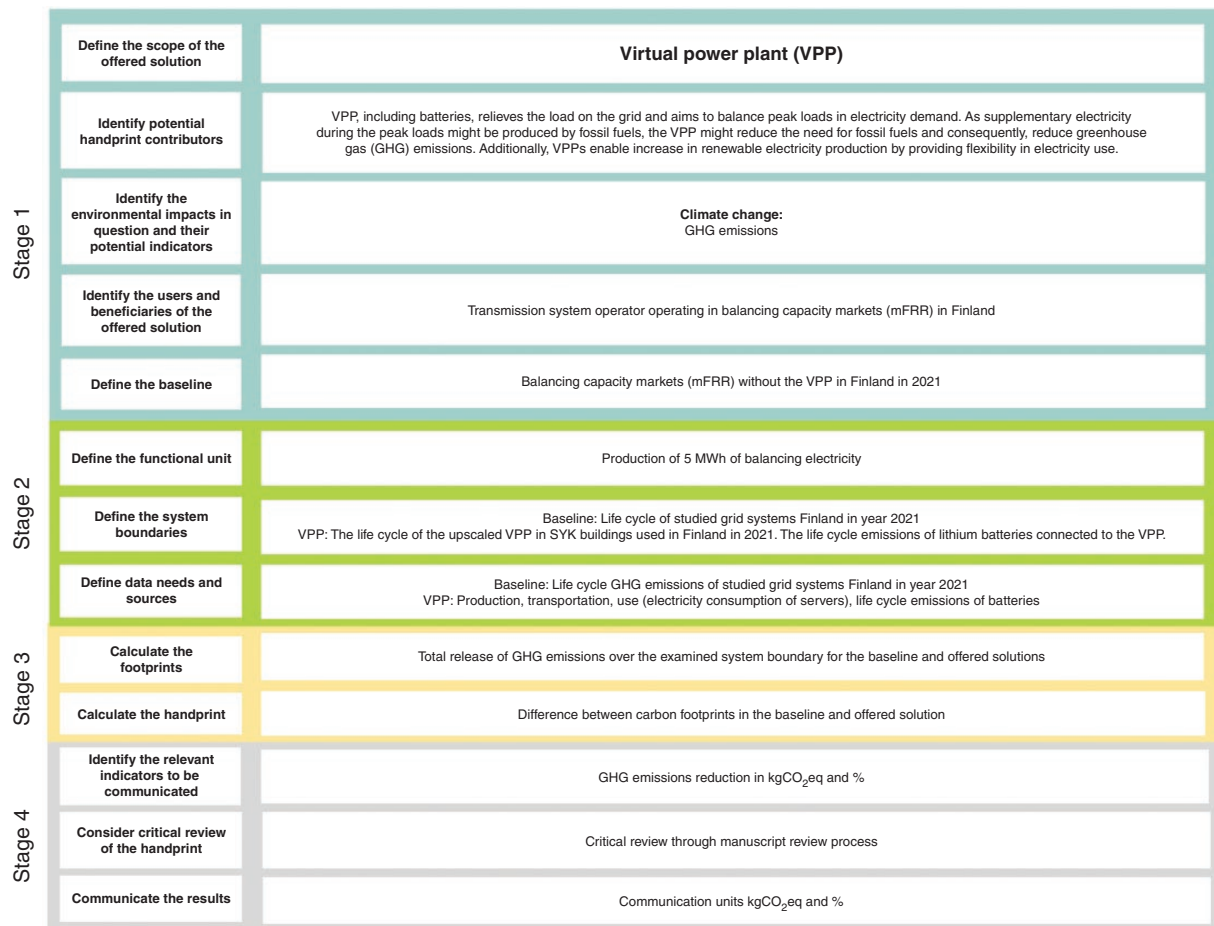 Stage 1
Define the scope of the
offered solution
Virtual power plant (VPP)
Identify potential
handprint contributors
VPP, including batteries, relieves the load on the grid and aims to balance peak loads in electricity demand. As supplementary electricity
during the peak loads might be produced by fossil fuels, the VPP might reduce the need for fossil fuels and consequently, reduce greenhouse
gas (GHG) emissions. Additionally, VPPs enable increase in renewable electricity production by providing flexibility in electricity use.
Identify the
environmental impacts in
question and their
potential indicators
Climate change:
GHG emissions
Identify the users and
beneficiaries of the
offered solution
Transmission system operator operating in balancing capacity markets (mFRR) in Finland
Define the baseline
Balancing capacity markets (mFRR) without the VPP in Finland in 2021
Stage 2
Define the functional unit
Production of 5 MWh of balancing electricity
Define the system
boundaries
Baseline: Life cycle of studied grid systems Finland in year 2021
VPP: The life cycle of the upscaled VPP in SYK buildings used in Finland in 2021. The life cycle emissions of lithium batteries connected to the VPP.
Define data needs and
sources
Baseline: Life cycle GHG emissions of studied grid systems Finland in year 2021
VPP: Production, transportation, use (electricity consumption of servers), life cycle emissions of batteries
Stage 3
Calculate the
footprints
Total release of GHG emissions over the examined system boundary for the baseline and offered solutions
Calculate the handprint
Difference between carbon footprints in the baseline and offered solution
Stage 4
Identify the relevant
indicators to be
communicated
GHG emissions reduction in kgCO2eq and %
Consider critical review
of the handprint
Critical review through manuscript review process
Communicate the results
Communication units kgCO2eq and %